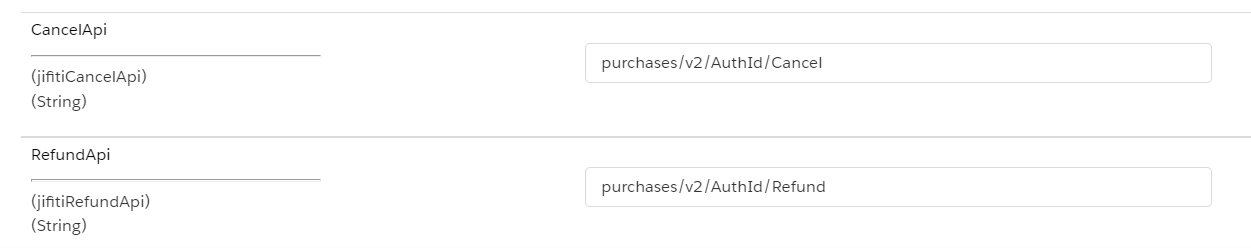 CancelApi
(jifitiCancelApi)
(String)
purchases/v2/AuthId/Cancel
RefundApi
(jifitiRefundApi)
(String)
purchases/v2/AuthId/Refund